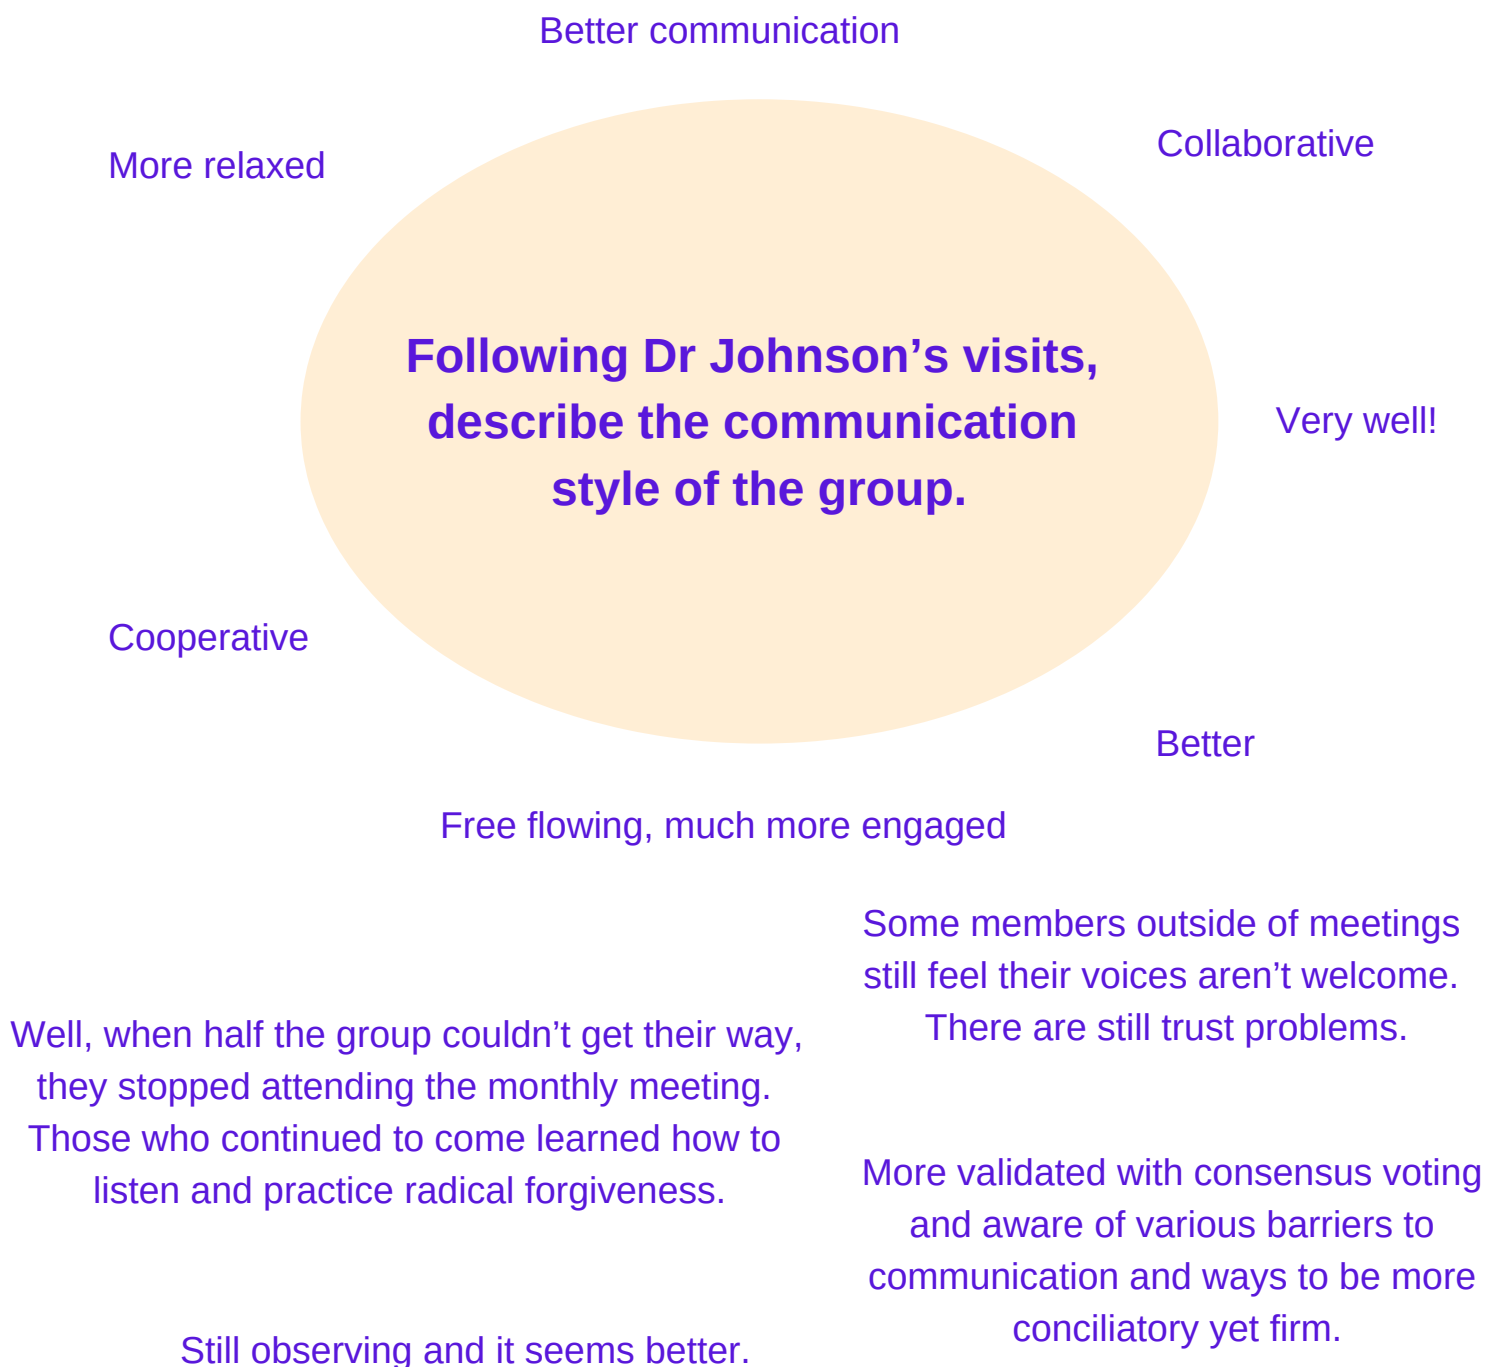 Better communication
Collaborative
More relaxed
Following Dr Johnson’s visits,
describe the communication
style of the group.
Very well!
Cooperative
Better
Free flowing, much more engaged
Some members outside of meetings
still feel their voices aren’t welcome.
There are still trust problems.
Well, when half the group couldn’t get their way,
they stopped attending the monthly meeting.
Those who continued to come learned how to
listen and practice radical forgiveness.
More validated with consensus voting
and aware of various barriers to
communication and ways to be more
conciliatory yet firm.
Still observing and it seems better.